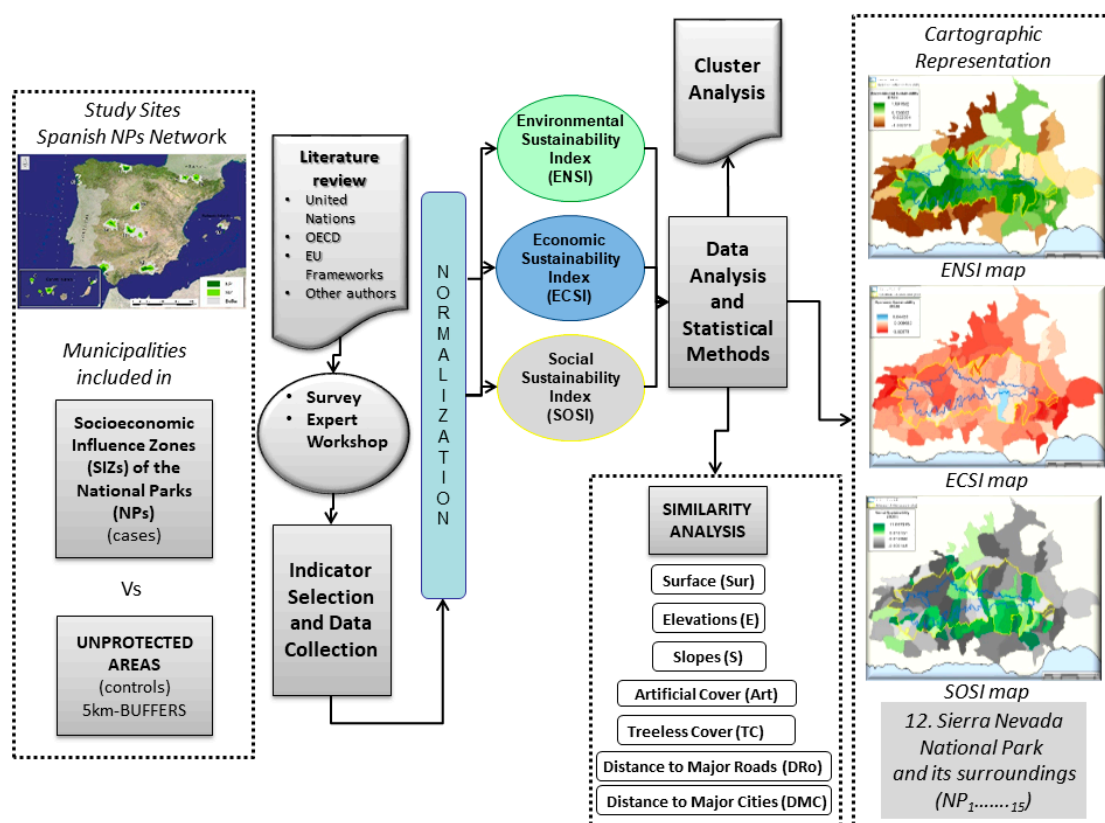 Study Sites
Spanish NPs Network
Municipalities
included in
Socioeconomic
Influence Zones
(SIZs) of the
National Parks
(NPs)
(cases)
Vs
UNPROTECTED
AREAS
(controls)
5km-BUFFERS
Literature
review
• United
Nations
• OECD
• EU
Frameworks
• Other authors
• Survey
• Expert
Workshop
Indicator
Selection
and Data
Collection
NORMALIZATION
Environmental
Sustainability
Index
(ENSI)
Economic
Sustainability
Index
(ECSI)
Social
Sustainability
Index
(SOSI)
Cluster
Analysis
Data
Analysis
and
Statistical
Methods
SIMILARITY
ANALYSIS
Surface (Sur)
Elevations (E)
Slopes (S)
Artificial Cover (Art)
Treeless Cover (TC)
Distance to Major Roads (DRo)
Distance to Major Cities (DMC)
Cartographic
Representation
ENSI map
ECSI map
SOSI map
12. Sierra Nevada
National Park
and its surroundings
(NP1.......15)